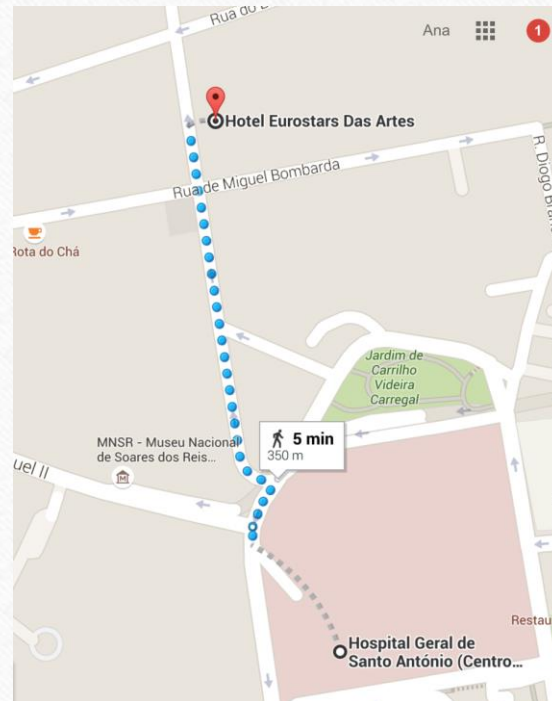 Rua do
Ana
1
Hotel Eurostars Das Artes
Rua de Miguel Bombarda
R. Diogo
Rota do Chá
Jardim de
Carrilho
Videira
Carregal
5 min
350 m
MNSR - Museu Nacional
de Soares dos Reis...
uel II
Restau
Hospital Geral de
Santo António (Centro...